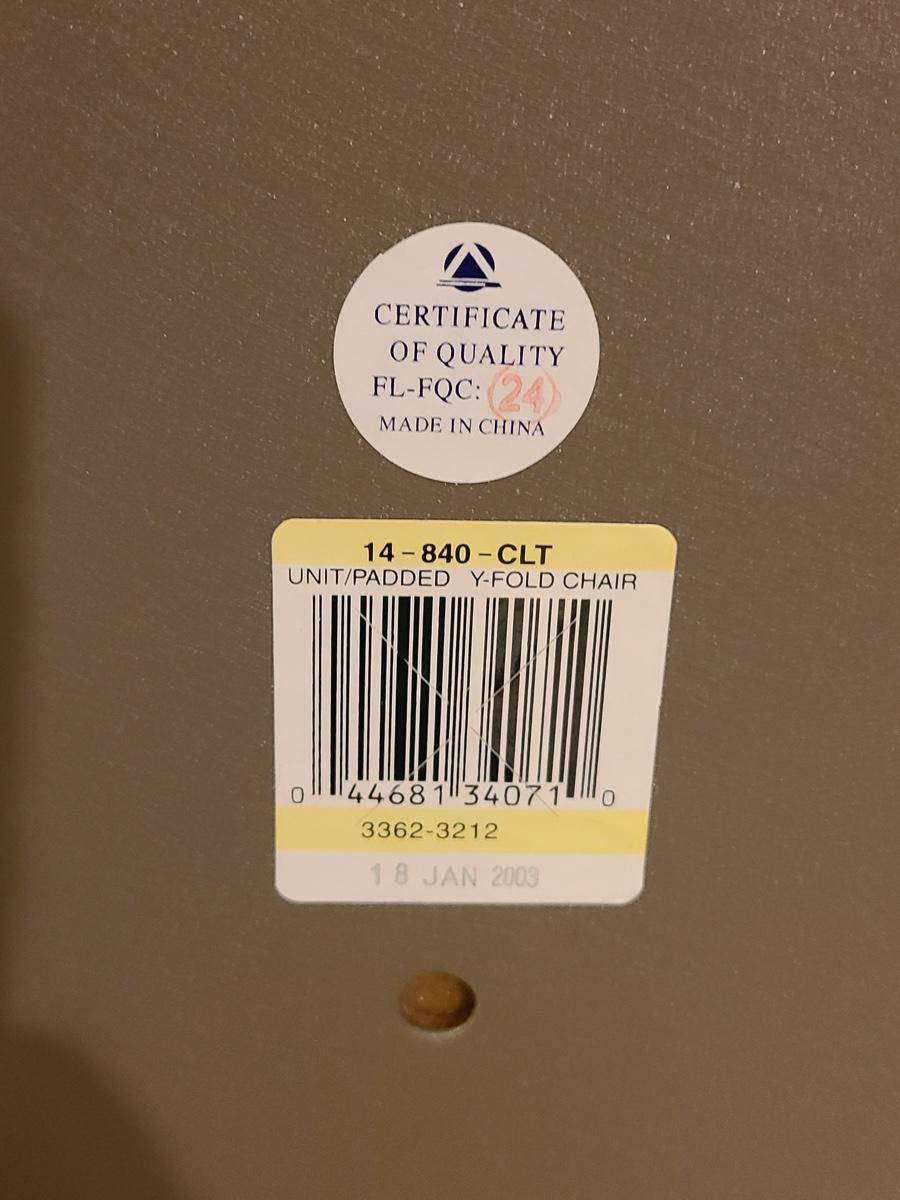 CERTIFICATE
OF QUALITY
FL-FQC: 24
MADE IN CHINA
14-840-CLT
UNIT/PADDED Y-FOLD CHAIR
0 44681 34071 0
3362-3212
18 JAN 2003